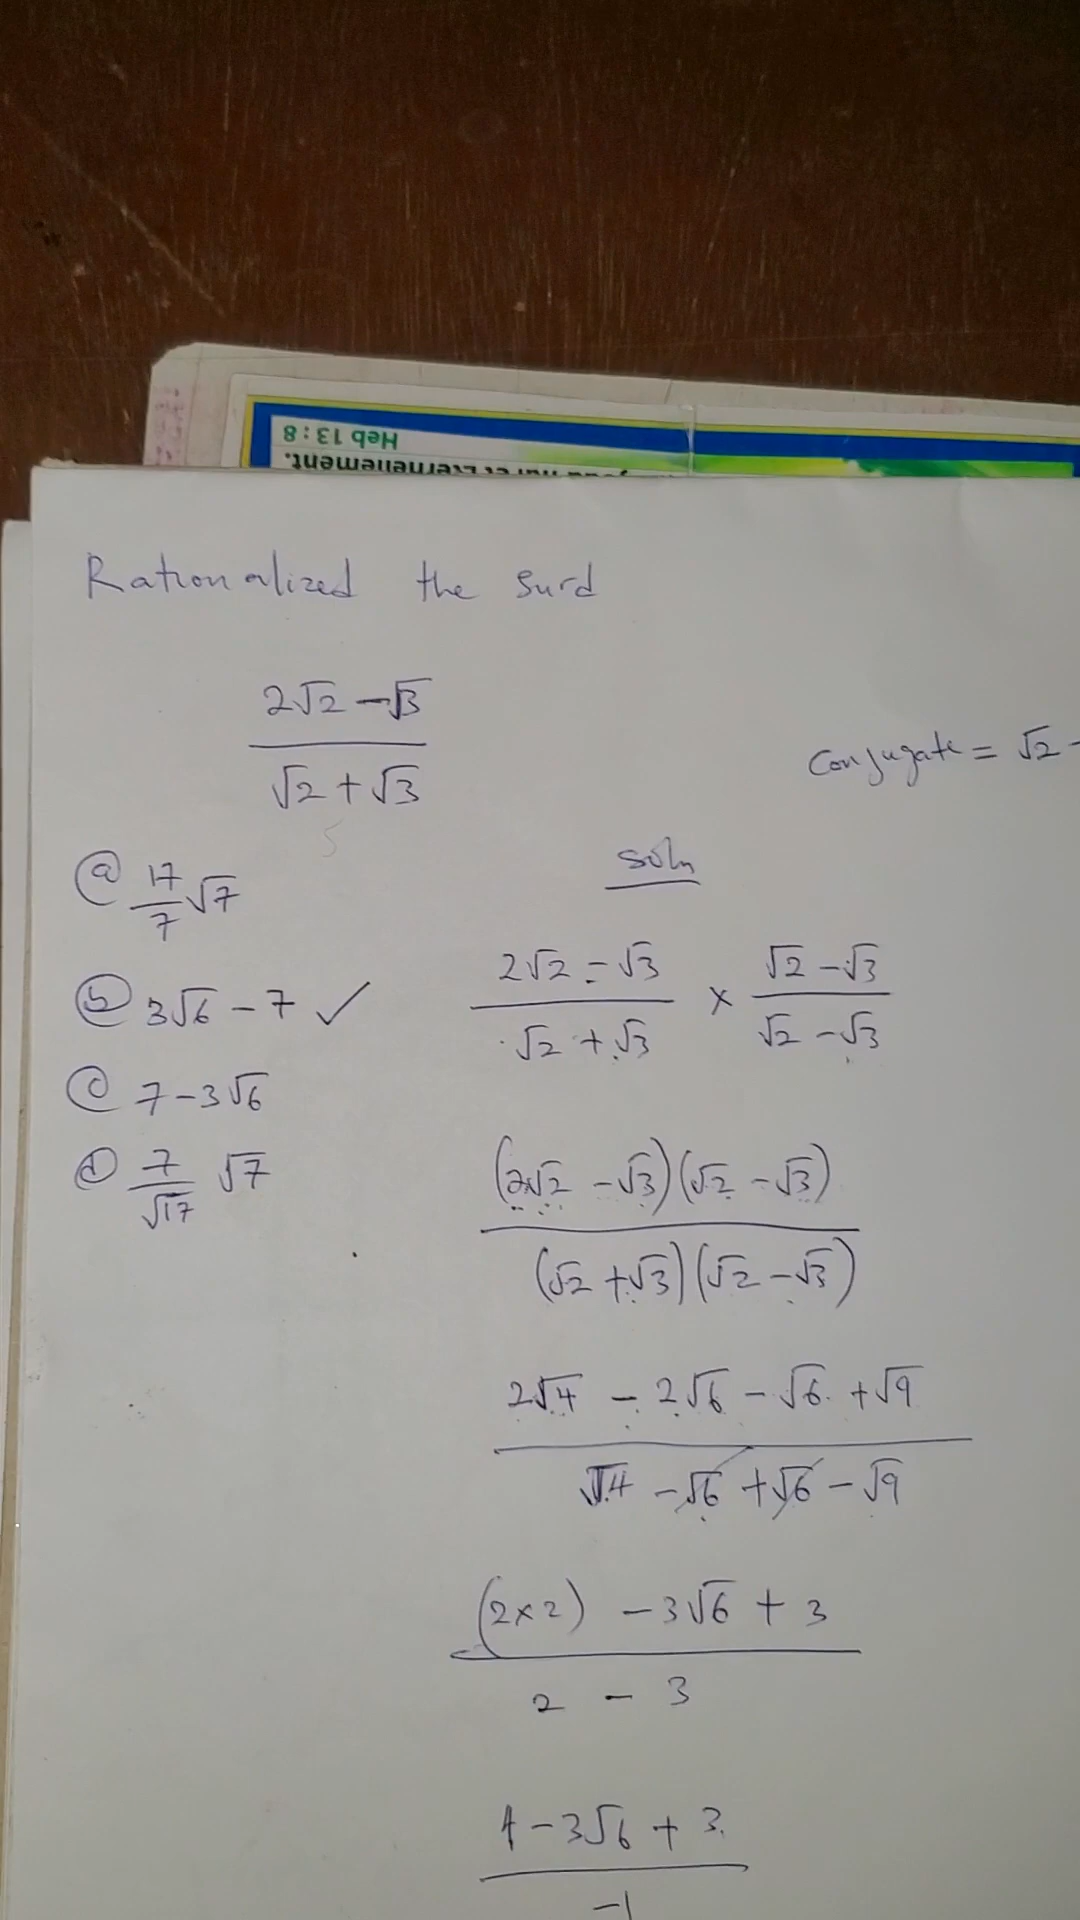 Heb 13:8
Éternellement.
Rationalized the surd
2√2 - √3
√2 + √3
Conjugate = √2 -
@ 17/7 √7
soln
ⓑ 3√6 - 7 ✓
ⓒ 7 - 3√6
ⓓ 7/√17 √7
2√2 - √3 × √2 - √3
√2 + √3 √2 - √3
(2√2 - √3)(√2 - √3)
(√2 + √3)(√2 - √3)
2√4 - 2√6 - √6 + √9
√4 - √6 + √6 - √9
(2×2) - 3√6 + 3
2 - 3
4 - 3√6 + 3
-1